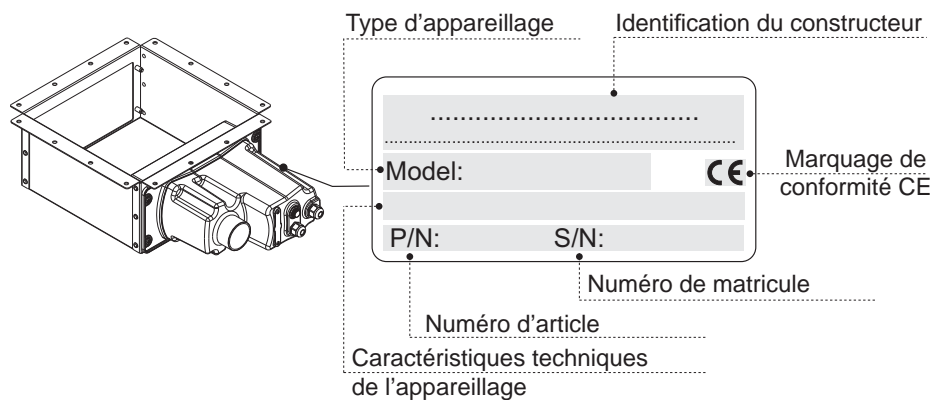 Type d’appareillage
Identification du constructeur
Model:
CE
Marquage de
conformité CE
P/N: S/N:
Numéro de matricule
Numéro d’article
Caractéristiques techniques
de l’appareillage